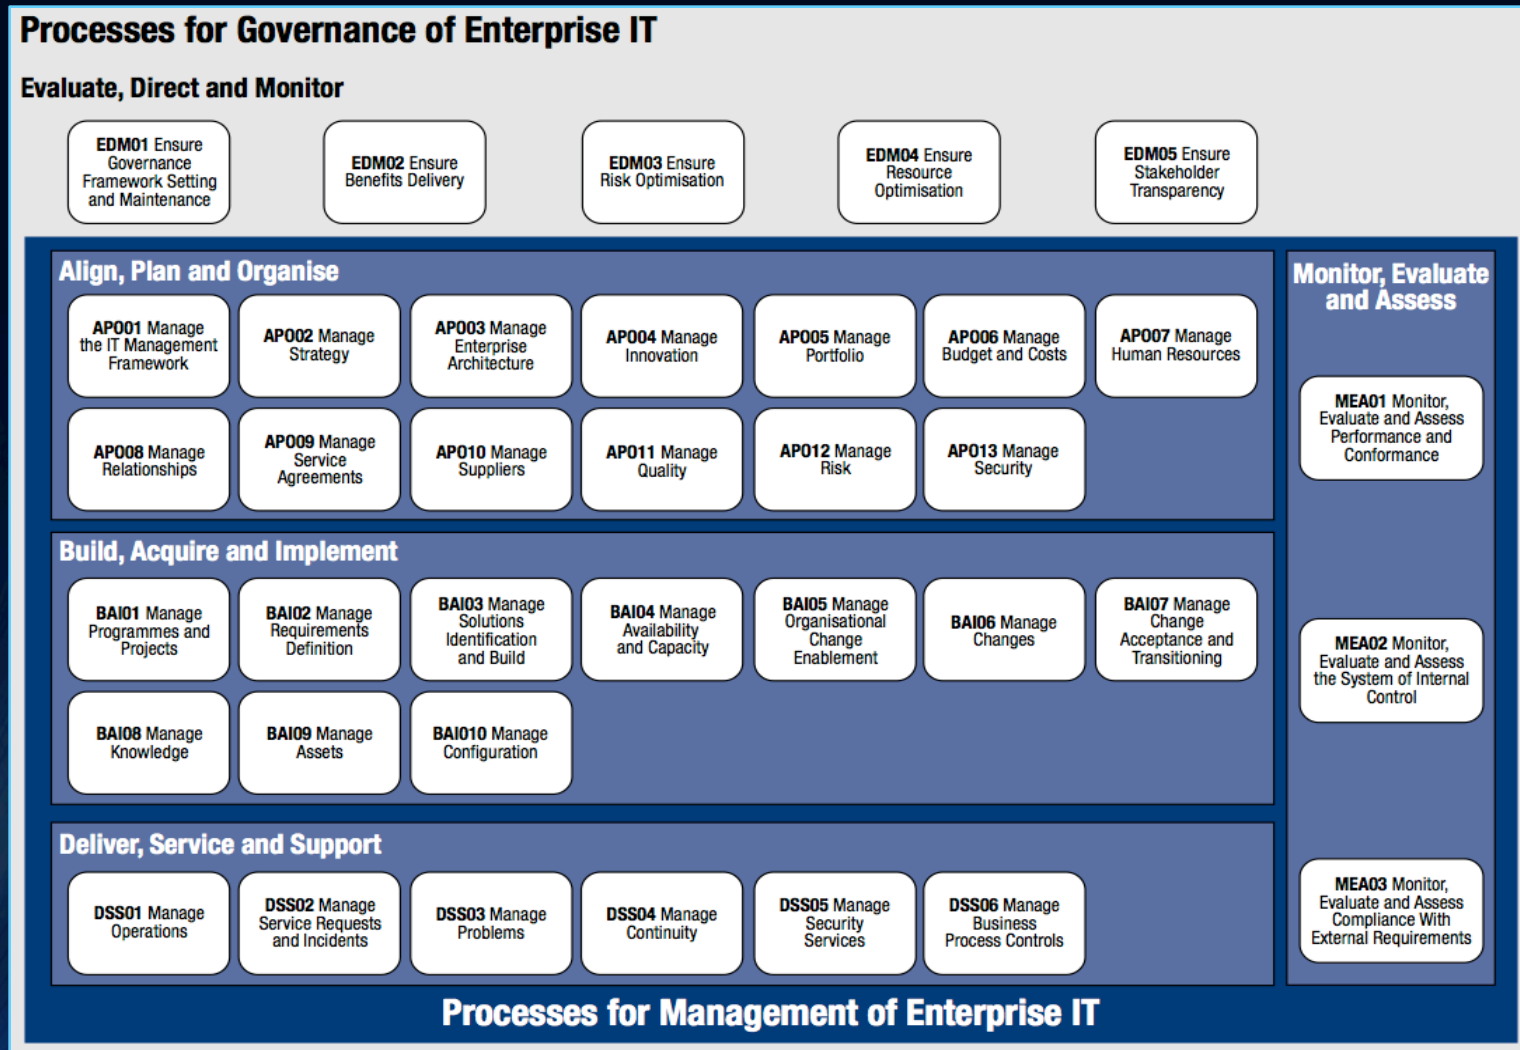 Processes for Governance of Enterprise IT
Evaluate, Direct and Monitor
EDM01 Ensure
Governance
Framework Setting
and Maintenance
EDM02 Ensure
Benefits Delivery
EDM03 Ensure
Risk Optimisation
EDM04 Ensure
Resource
Optimisation
EDM05 Ensure
Stakeholder
Transparency
Align, Plan and Organise
APO01 Manage
the IT Management
Framework
APO02 Manage
Strategy
APO03 Manage
Enterprise
Architecture
APO04 Manage
Innovation
APO05 Manage
Portfolio
APO06 Manage
Budget and Costs
APO07 Manage
Human Resources
APO08 Manage
Relationships
APO09 Manage
Service
Agreements
APO10 Manage
Suppliers
APO11 Manage
Quality
APO12 Manage
Risk
APO13 Manage
Security
Build, Acquire and Implement
BAI01 Manage
Programmes and
Projects
BAI02 Manage
Requirements
Definition
BAI03 Manage
Solutions
Identification
and Build
BAI04 Manage
Availability
and Capacity
BAI05 Manage
Organisational
Change
Enablement
BAI06 Manage
Changes
BAI07 Manage
Change
Acceptance and
Transitioning
BAI08 Manage
Knowledge
BAI09 Manage
Assets
BAI010 Manage
Configuration
Deliver, Service and Support
DSS01 Manage
Operations
DSS02 Manage
Service Requests
and Incidents
DSS03 Manage
Problems
DSS04 Manage
Continuity
DSS05 Manage
Security
Services
DSS06 Manage
Business
Process Controls
Monitor, Evaluate
and Assess
MEA01 Monitor,
Evaluate and Assess
Performance and
Conformance
MEA02 Monitor,
Evaluate and Assess
the System of Internal
Control
MEA03 Monitor,
Evaluate and Assess
Compliance With
External Requirements
Processes for Management of Enterprise IT